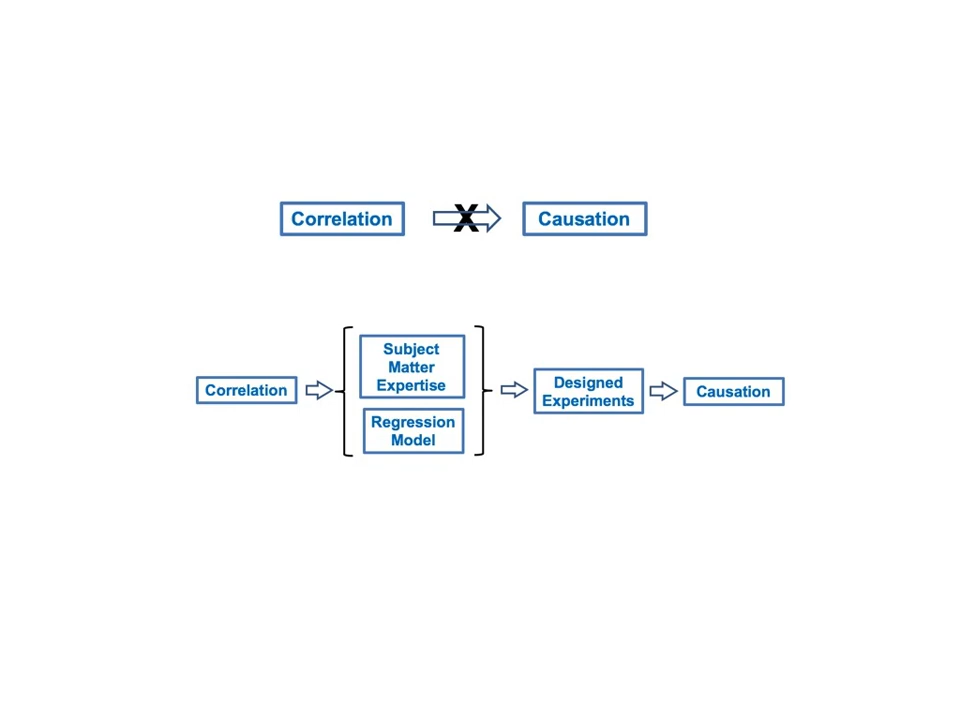 Correlation
X
Causation
Correlation
Subject
Matter
Expertise
Regression
Model
Designed
Experiments
Causation